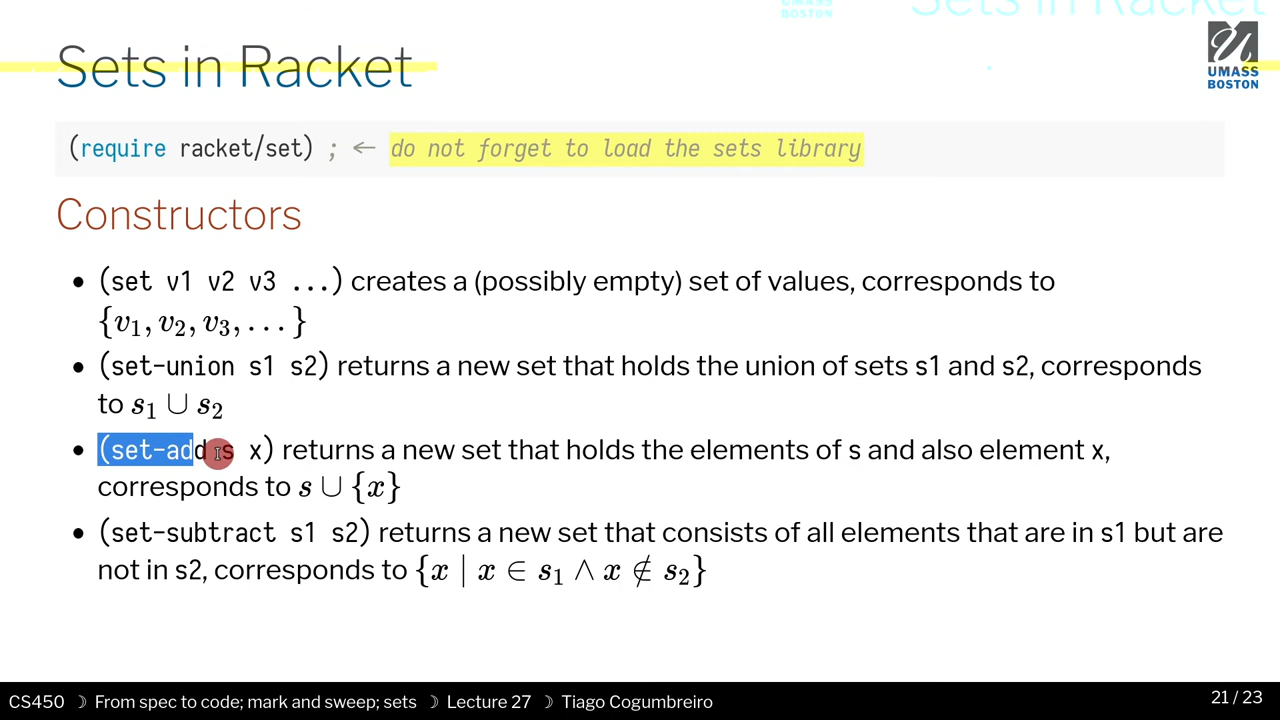 Sets in Racket
UMASS
BOSTON
(require racket/set) ; ← do not forget to load the sets library
Constructors
• (set v1 v2 v3 ...) creates a (possibly empty) set of values, corresponds to
{v₁, v₂, v₃, ...}
• (set-union s1 s2) returns a new set that holds the union of sets s1 and s2, corresponds
to s₁ ∪ s₂
• (set-add s x) returns a new set that holds the elements of s and also element x,
corresponds to s ∪ {x}
• (set-subtract s1 s2) returns a new set that consists of all elements that are in s1 but are
not in s2, corresponds to {x | x ∈ s₁ ∧ x ∉ s₂}
CS450 ☽ From spec to code; mark and sweep; sets ☽ Lecture 27 ☽ Tiago Cogumbreiro
21 / 23